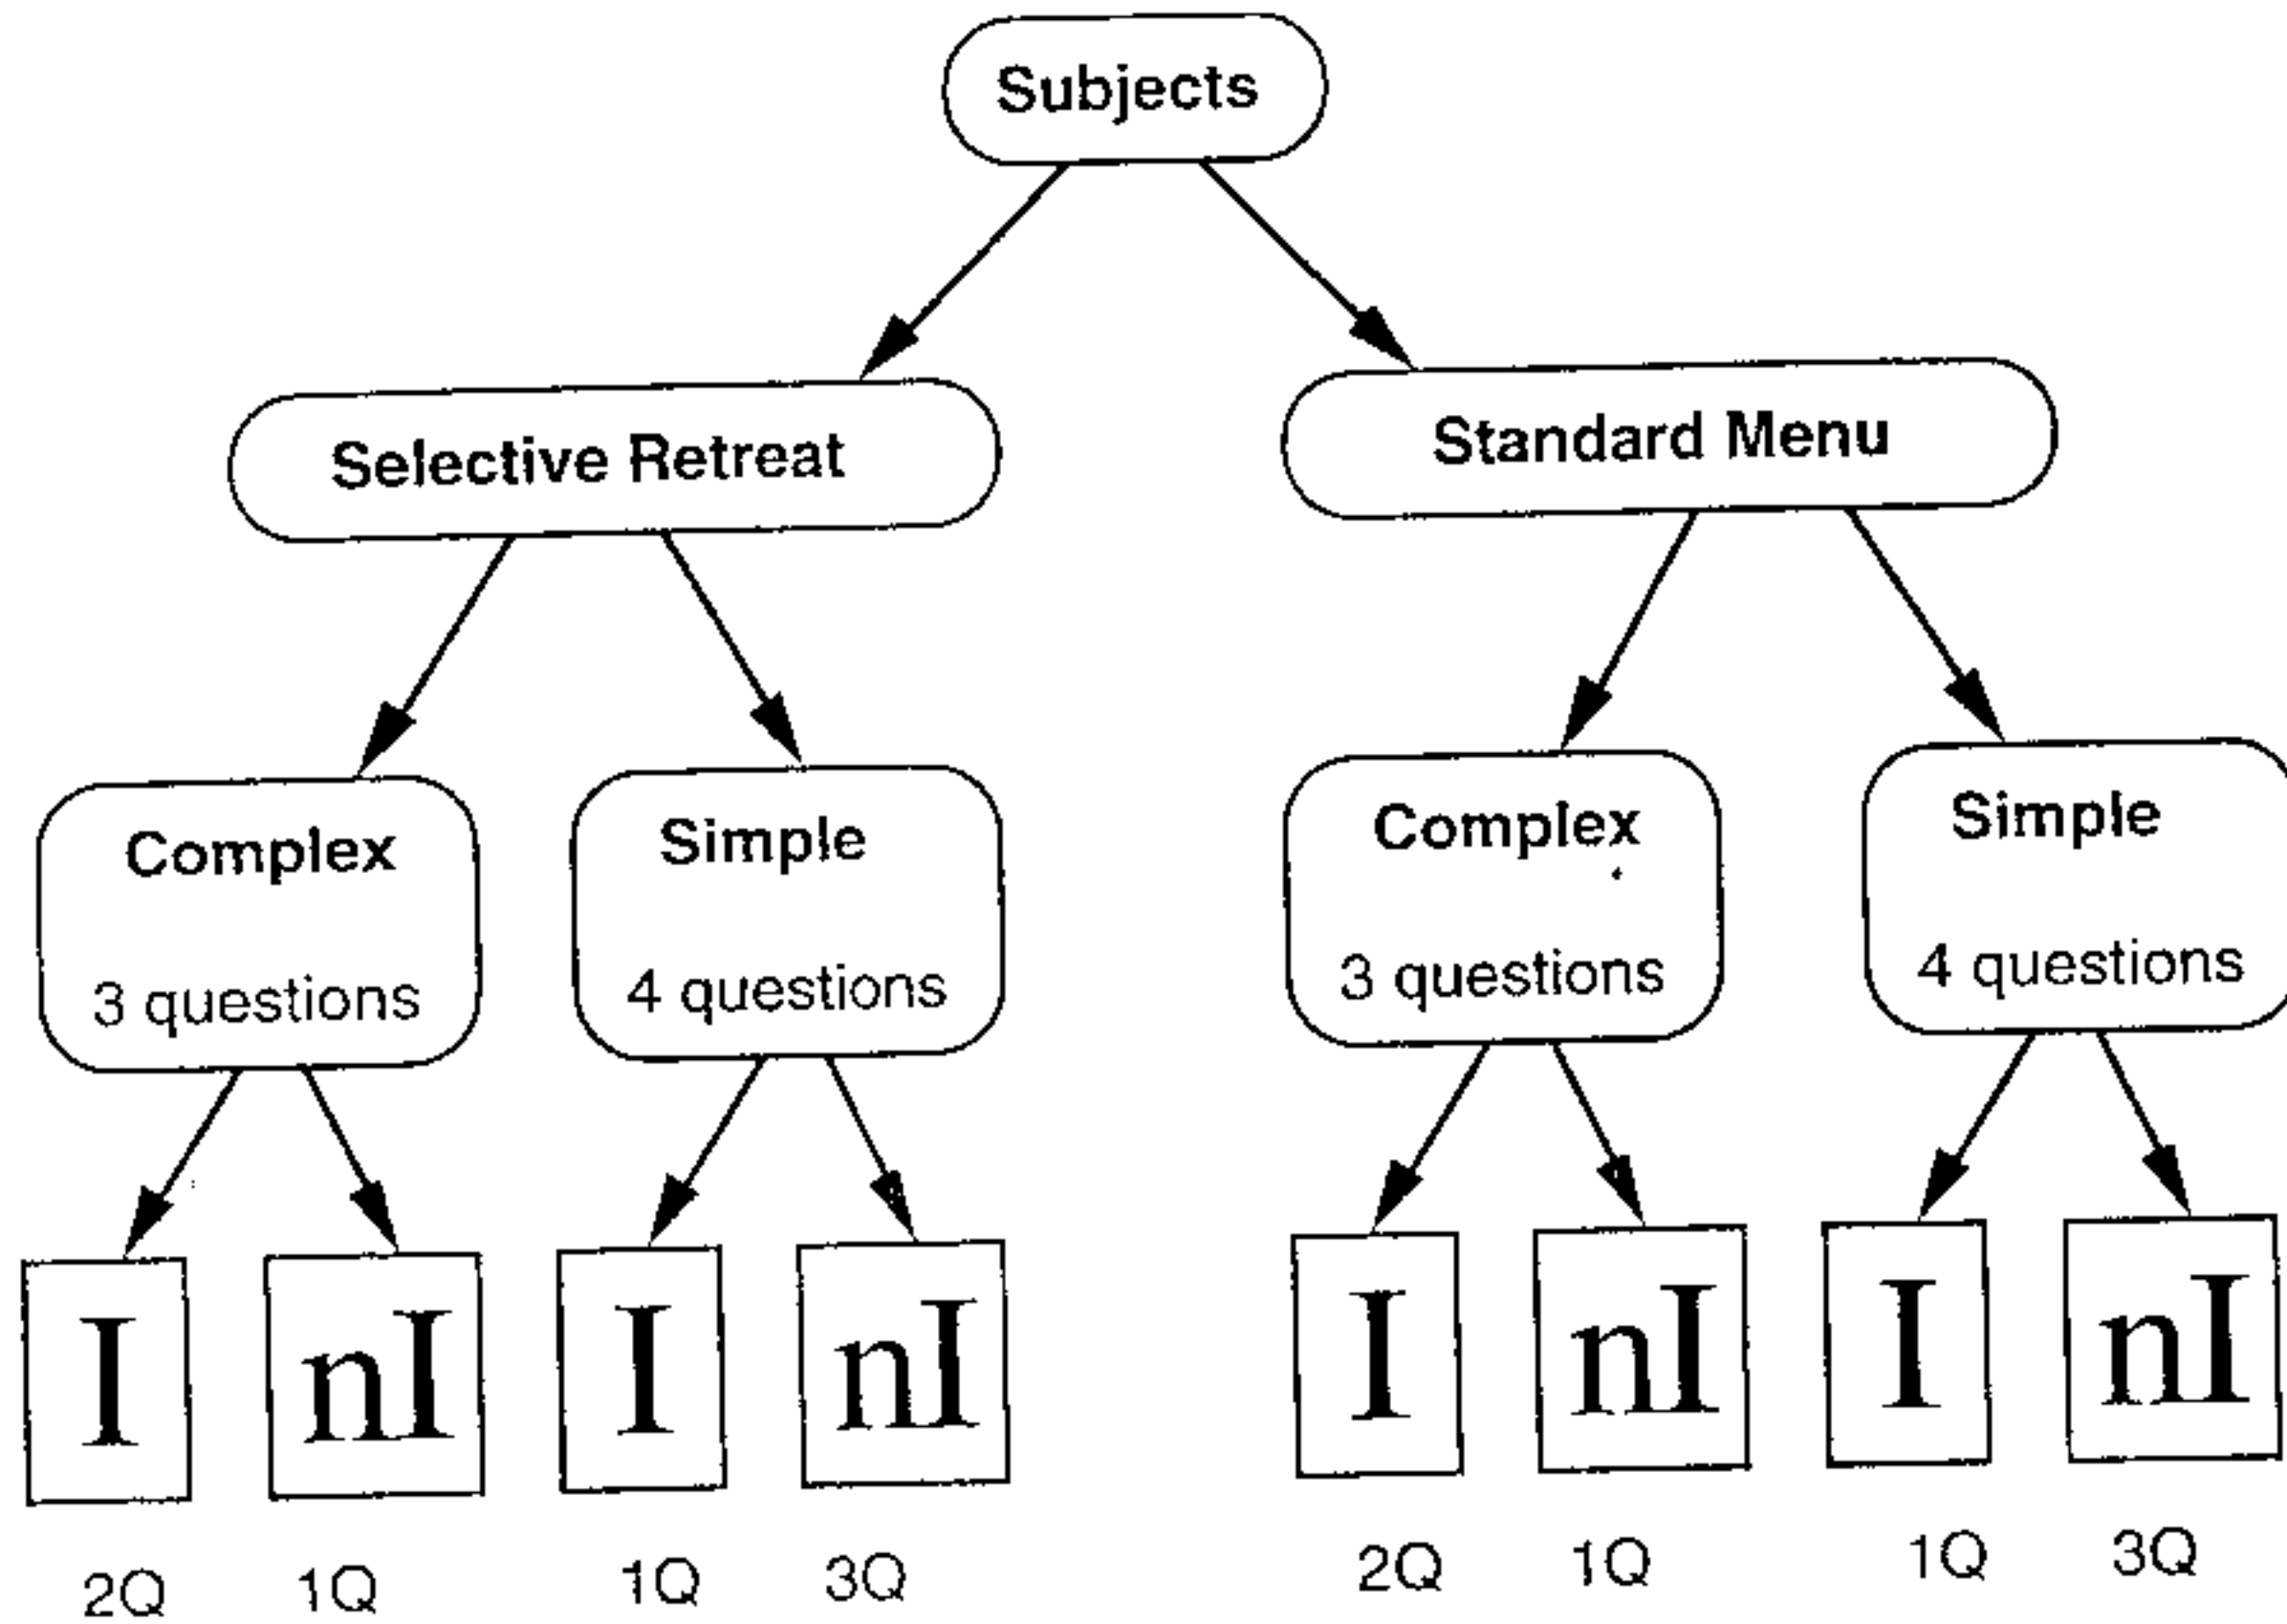 Subjects
Selective Retreat
Standard Menu
Complex
3 questions
Simple
4 questions
Complex
3 questions
Simple
4 questions
I
nI
I
nI
I
nI
I
nI
2Q
1Q
1Q
3Q
2Q
1Q
1Q
3Q